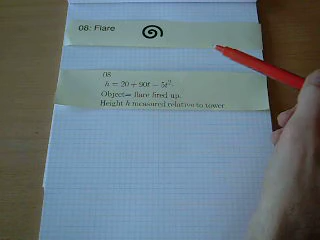 08: Flare
08
h = 20 + 90t − 5t².
Object= flare fired up.
Height h measured relative to tower